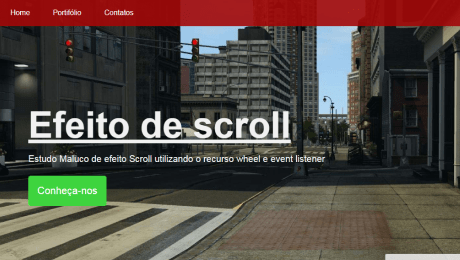 Home Portifólio Contatos
Efeito de scroll
Estudo Maluco de efeito Scroll utilizando o recurso wheel e event listener
Conheça-nos